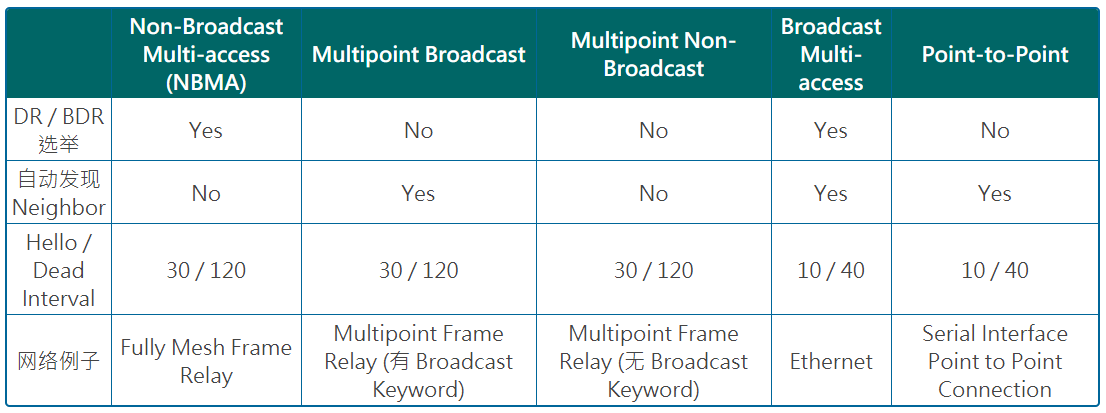 Non-Broadcast
Multi-access
(NBMA)
Multipoint Broadcast
Multipoint Non-
Broadcast
Broadcast
Multi-
access
Point-to-Point
DR / BDR
选举
Yes
No
No
Yes
No
自动发现
Neighbor
No
Yes
No
Yes
Yes
Hello /
Dead
Interval
30 / 120
30 / 120
30 / 120
10 / 40
10 / 40
网络例子
Fully Mesh Frame
Relay
Multipoint Frame
Relay (有 Broadcast
Keyword)
Multipoint Frame
Relay (无 Broadcast
Keyword)
Ethernet
Serial Interface
Point to Point
Connection